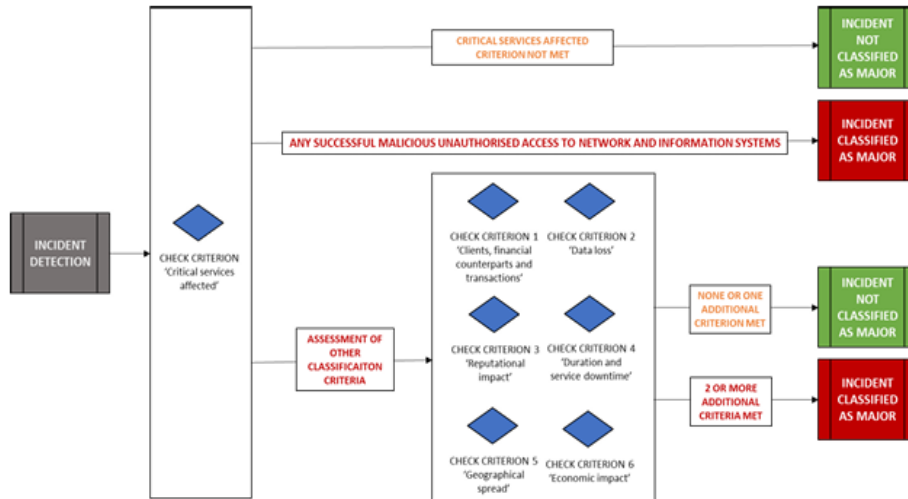 INCIDENT
DETECTION
CHECK CRITERION
'Critical services
affected'
CRITICAL SERVICES AFFECTED
CRITERION NOT MET
INCIDENT
NOT
CLASSIFIED
AS MAJOR
ANY SUCCESSFUL MALICIOUS UNAUTHORISED ACCESS TO NETWORK AND INFORMATION SYSTEMS
INCIDENT
CLASSIFIED
AS MAJOR
ASSESSMENT OF
OTHER
CLASSIFICAITON
CRITERIA
CHECK CRITERION 1
'Clients, financial
counterparts and
transactions'
CHECK CRITERION 2
'Data loss'
CHECK CRITERION 3
'Reputational
impact'
CHECK CRITERION 4
'Duration and
service downtime'
CHECK CRITERION 5
'Geographical
spread'
CHECK CRITERION 6
'Economic impact'
NONE OR ONE
ADDITIONAL
CRITERION MET
INCIDENT
NOT
CLASSIFIED
AS MAJOR
2 OR MORE
ADDITIONAL
CRITERIA MET
INCIDENT
CLASSIFIED
AS MAJOR